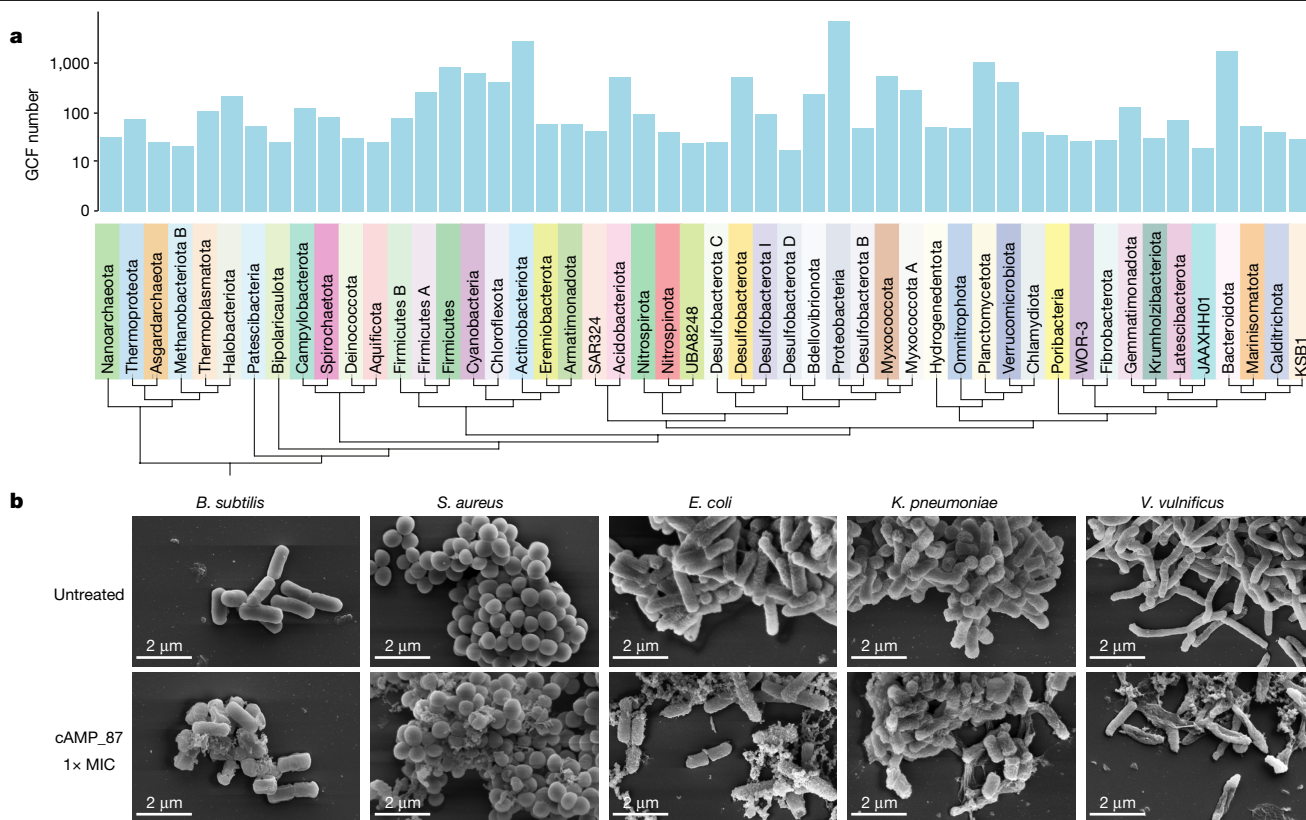 a
GCF number
1,000
100
10
0
Nanoarchaeota
Thermoproteota
Asgardarchaeota
Methanobacteriota B
Thermoplasmatota
Halobacteriota
Patescibacteria
Bipolaricaulota
Campylobacterota
Spirochaetota
Deinococcota
Aquificota
Firmicutes B
Firmicutes A
Firmicutes
Cyanobacteria
Chloroflexota
Actinobacteriota
Eremiobacterota
Armatimonadota
SAR324
Acidobacteriota
Nitrospirota
Nitrospinota
UBA8248
Desulfobacterota C
Desulfobacterota
Desulfobacterota I
Desulfobacterota D
Bdellovibrionota
Proteobacteria
Desulfobacterota B
Myxococcota
Myxococcota A
Hydrogenedentota
Omnitrophota
Planctomycetota
Verrucomicrobiota
Chlamydiota
Poribacteria
WOR-3
Fibrobacterota
Gemmatimonadota
Krumholzibacteriota
Latescibacterota
JAAXHH01
Bacteroidota
Marinisomatota
Calditrichota
KSB1
b
B. subtilis S. aureus E. coli K. pneumoniae V. vulnificus
Untreated
2 μm 2 μm 2 μm 2 μm 2 μm
cAMP_87
1× MIC
2 μm 2 μm 2 μm 2 μm 2 μm